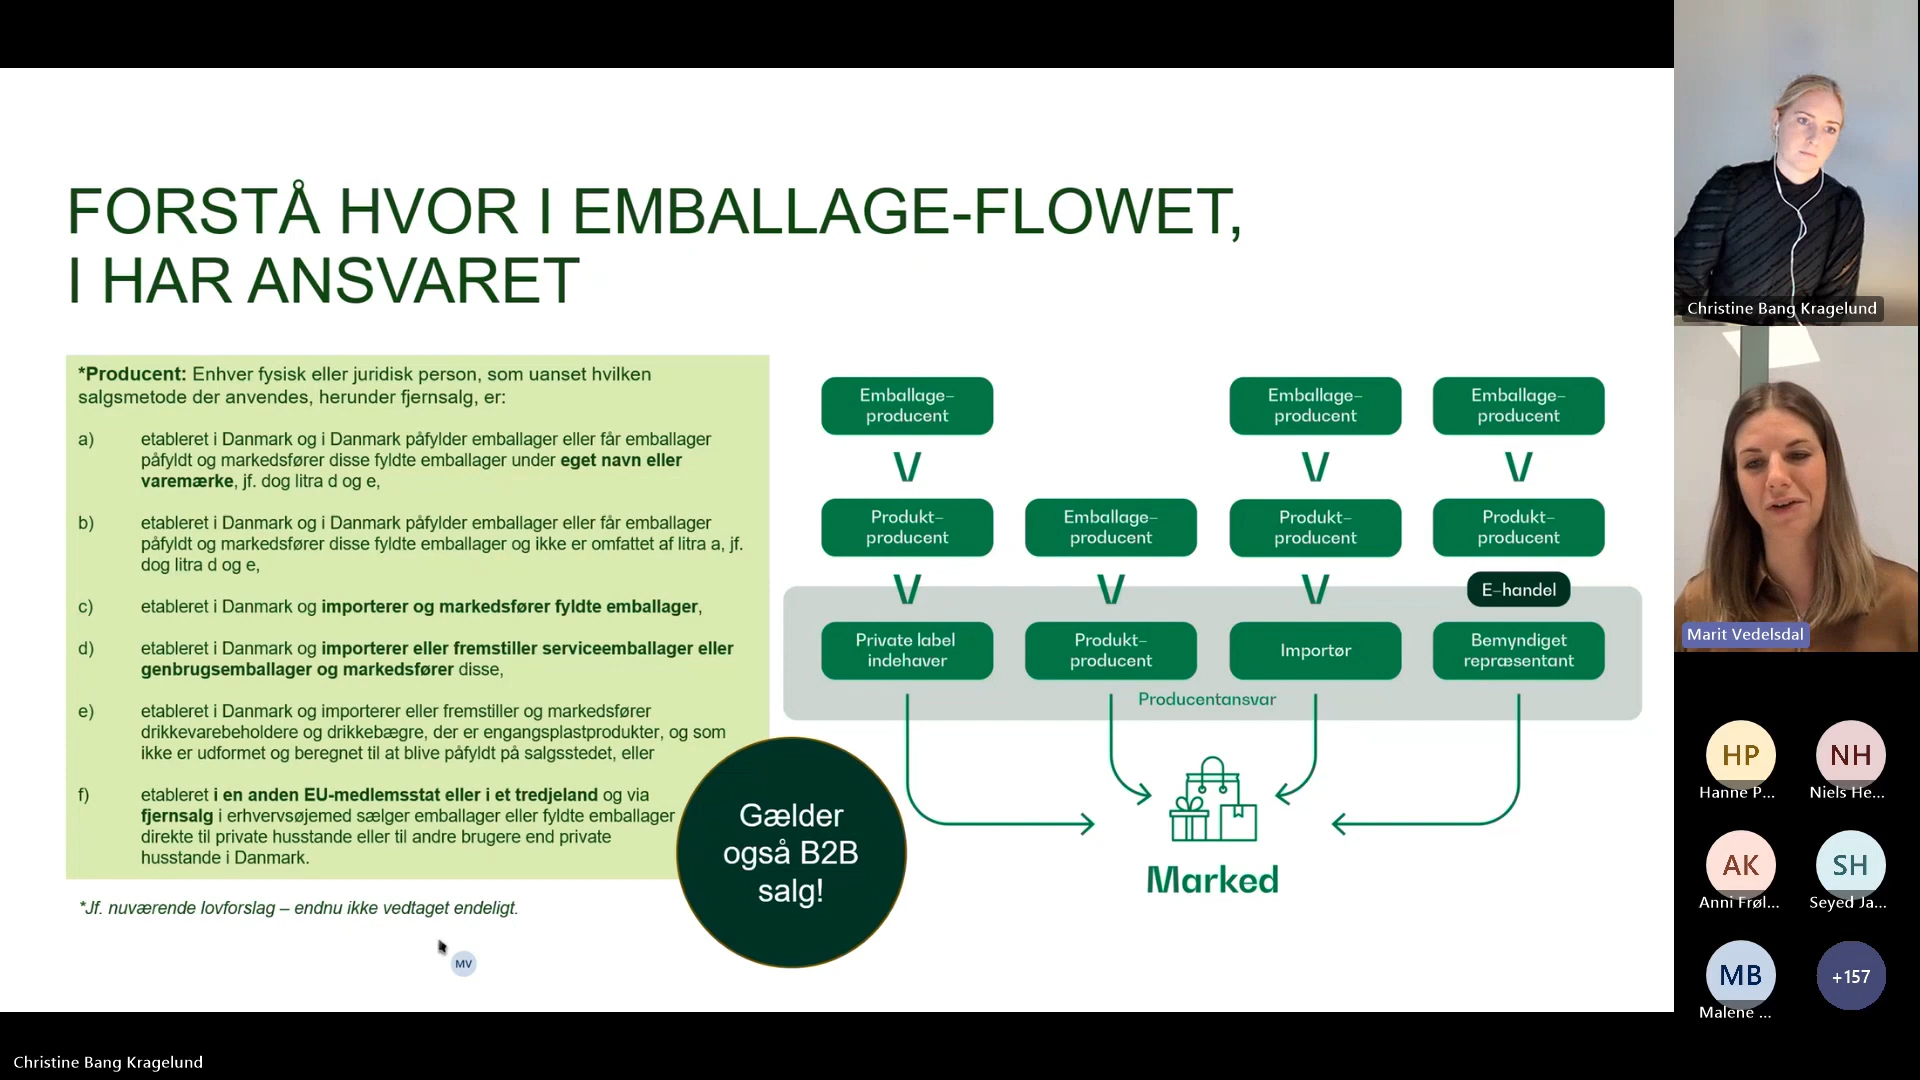 FORSTÅ HVOR I EMBALLAGE-FLOWET,
I HAR ANSVARET
*Producent: Enhver fysisk eller juridisk person, som uanset hvilken
salgsmetode der anvendes, herunder fjernsalg, er:
a) etableret i Danmark og i Danmark påfylder emballager eller får emballager
påfyldt og markedsfører disse fyldte emballager under eget navn eller
varemærke, jf. dog litra d og e,
b) etableret i Danmark og i Danmark påfylder emballager eller får emballager
påfyldt og markedsfører disse fyldte emballager og ikke er omfattet af litra a, jf.
dog litra d og e,
c) etableret i Danmark og importerer og markedsfører fyldte emballager,
d) etableret i Danmark og importerer eller fremstiller serviceemballager eller
genbrugsemballager og markedsfører disse,
e) etableret i Danmark og importerer eller fremstiller og markedsfører
drikkevarebeholdere og drikkebægre, der er engangsplastprodukter, og som
ikke er udformet og beregnet til at blive påfyldt på salgsstedet, eller
f) etableret i en anden EU-medlemsstat eller i et tredjeland og via
fjernsalg i erhvervsøjemed sælger emballager eller fyldte emballager
direkte til private husstande eller til andre brugere end private
husstande i Danmark.
*Jf. nuværende lovforslag – endnu ikke vedtaget endeligt.
MV
Gælder
også B2B
salg!
Emballage-
producent
Produkt-
producent
Private label
indehaver
Emballage-
producent
Produkt-
producent
Emballage-
producent
Produkt-
producent
Importør
Emballage-
producent
Produkt-
producent
E-handel
Bemyndiget
repræsentant
Producentansvar
Marked
Christine Bang Kragelund
Marit Vedelsdal
HP
Hanne P...
NH
Niels He...
AK
Anni Frøl...
SH
Seyed Ja...
MB
Malene ...
+157
Christine Bang Kragelund